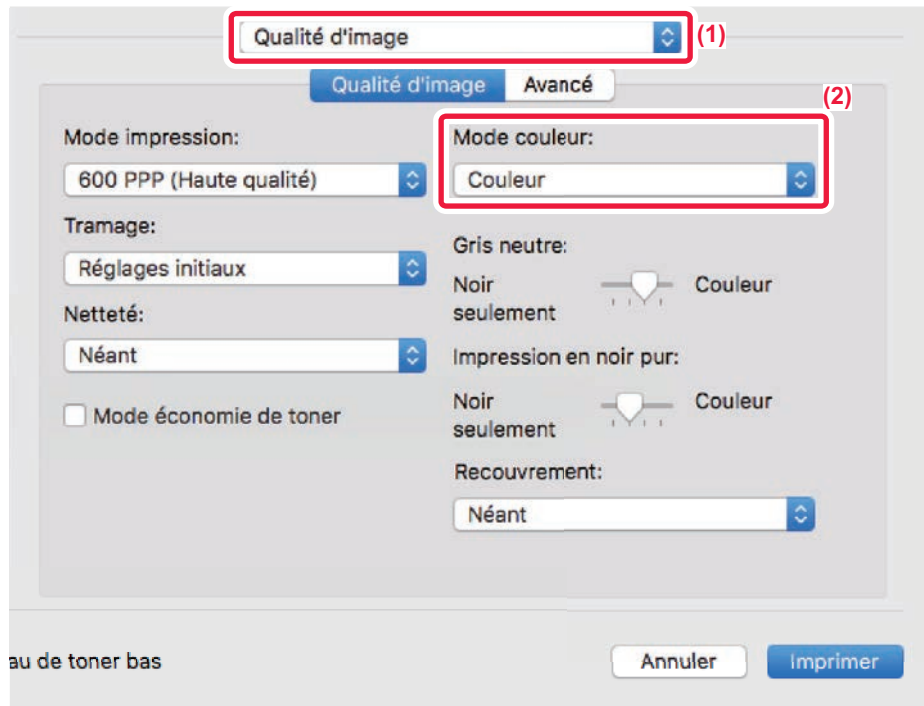 Qualité d'image
(1)
Qualité d'image
Avancé
(2)
Mode impression:
600 PPP (Haute qualité)
Tramage:
Réglages initiaux
Netteté:
Néant
Mode économie de toner
Mode couleur:
Couleur
Gris neutre:
Noir
seulement
Couleur
Impression en noir pur:
Noir
seulement
Couleur
Recouvrement:
Néant
au de toner bas
Annuler
Imprimer